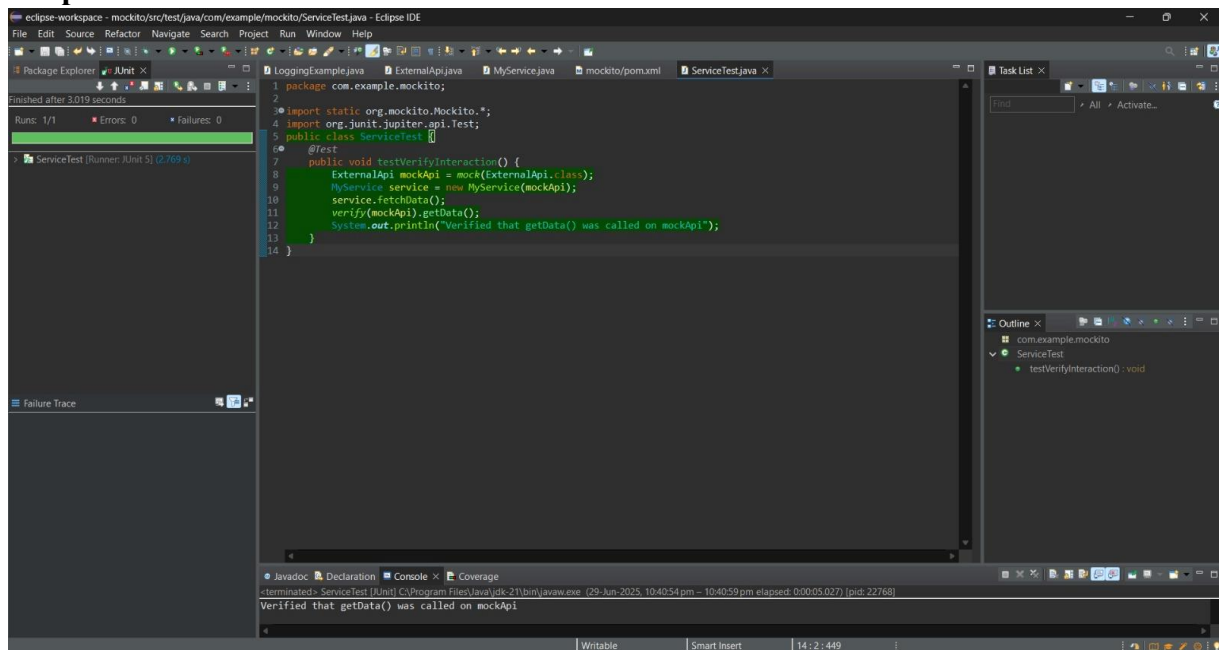 eclipse-workspace - mockito/src/test/java/com/example/mockito/ServiceTest.java - Eclipse IDE
File Edit Source Refactor Navigate Search Project Run Window Help
Package Explorer JUnit
Finished after 3.019 seconds
Runs: 1/1 Errors: 0 Failures: 0
ServiceTest [Runner: JUnit 5] (2.769 s)
Failure Trace
LoggingExample.java ExternalApi.java MyService.java mockito/pom.xml ServiceTest.java
1 package com.example.mockito;
2
3 import static org.mockito.Mockito.*;
4 import org.junit.jupiter.api.Test;
5 public class ServiceTest {
6 @Test
7 public void testVerifyInteraction() {
8 ExternalApi mockApi = mock(ExternalApi.class);
9 MyService service = new MyService(mockApi);
10 service.fetchData();
11 verify(mockApi).getData();
12 System.out.println("Verified that getData() was called on mockApi");
13 }
14 }
Task List
Find All Activate...
Outline
com.example.mockito
ServiceTest
testVerifyInteraction() : void
Javadoc Declaration Console Coverage
<terminated> ServiceTest [JUnit] C:\Program Files\Java\jdk-21\bin\javaw.exe (29-Jun-2025, 10:40:54 pm – 10:40:59 pm elapsed: 0:00:05.027) [pid: 22768]
Verified that getData() was called on mockApi
Writable Smart Insert 14 : 2 : 449